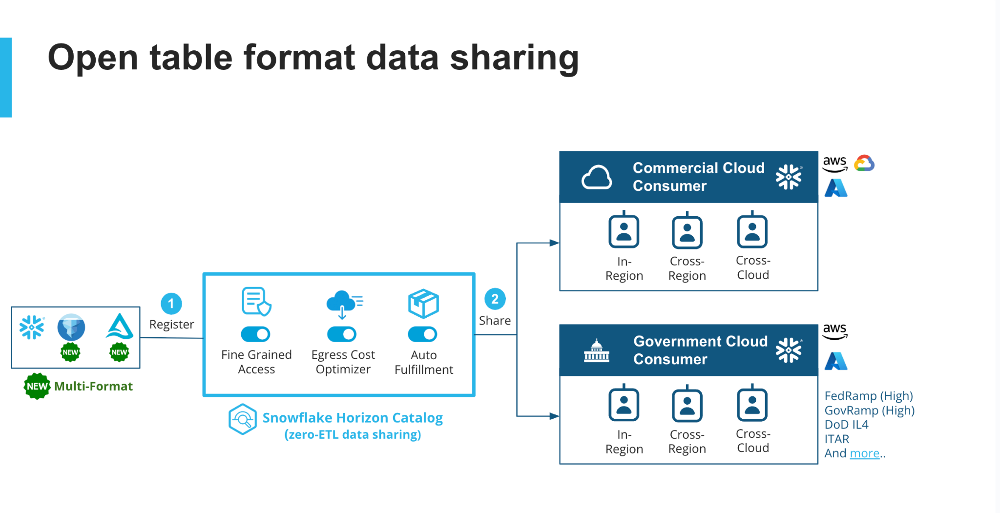 Open table format data sharing
NEW
NEW
NEW Multi-Format
1
Register
Fine Grained
Access
Egress Cost
Optimizer
Auto
Fulfillment
Snowflake Horizon Catalog
(zero-ETL data sharing)
2
Share
Commercial Cloud
Consumer
aws
In-
Region
Cross-
Region
Cross-
Cloud
Government Cloud
Consumer
aws
In-
Region
Cross-
Region
Cross-
Cloud
FedRamp (High)
GovRamp (High)
DoD IL4
ITAR
And more..